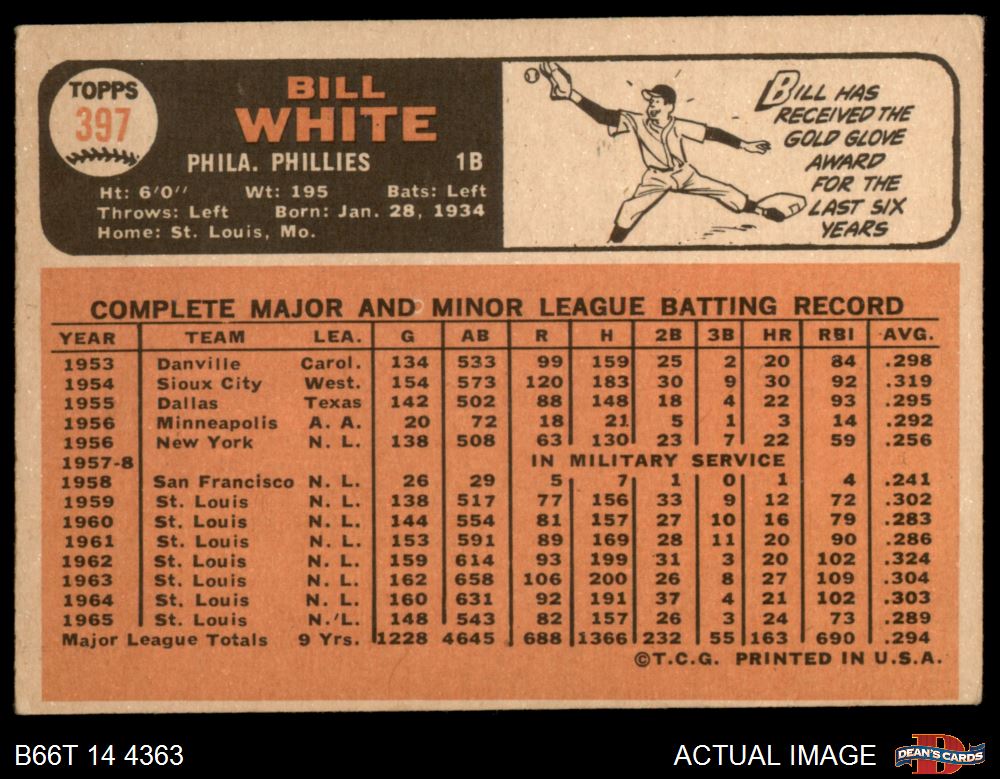 TOPPS
397
BILL
WHITE
PHILA. PHILLIES 1B
Ht: 6'0" Wt: 195 Bats: Left
Throws: Left Born: Jan. 28, 1934
Home: St. Louis, Mo.
BILL HAS
RECEIVED THE
GOLD GLOVE
AWARD
FOR THE
LAST SIX
YEARS
COMPLETE MAJOR AND MINOR LEAGUE BATTING RECORD
YEAR TEAM LEA. G AB R H 2B 3B HR RBI AVG.
1953 Danville Carol. 134 533 99 159 25 2 20 84 .298
1954 Sioux City West. 154 573 120 183 30 9 30 92 .319
1955 Dallas Texas 142 502 88 148 18 4 22 93 .295
1956 Minneapolis A. A. 20 72 18 21 5 1 3 14 .292
1956 New York N. L. 138 508 63 130 23 7 22 59 .256
1957-8 IN MILITARY SERVICE
1958 San Francisco N. L. 26 29 5 7 1 0 1 4 .241
1959 St. Louis N. L. 138 517 77 156 33 9 12 72 .302
1960 St. Louis N. L. 144 554 81 157 27 10 16 79 .283
1961 St. Louis N. L. 153 591 89 169 28 11 20 90 .286
1962 St. Louis N. L. 159 614 93 199 31 3 20 102 .324
1963 St. Louis N. L. 162 658 106 200 26 8 27 109 .304
1964 St. Louis N. L. 160 631 92 191 37 4 21 102 .303
1965 St. Louis N. L. 148 543 82 157 26 3 24 73 .289
Major League Totals 9 Yrs. 1228 4645 688 1366 232 55 163 690 .294
©T.C.G. PRINTED IN U.S.A.
B66T 14 4363 ACTUAL IMAGE DEAN'S CARDS